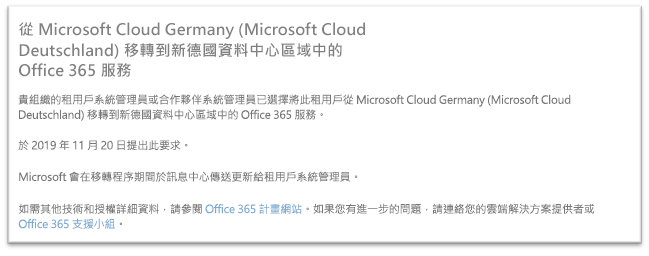 從 Microsoft Cloud Germany (Microsoft Cloud
Deutschland) 移轉到新德國資料中心區域中的
Office 365 服務
貴組織的租用戶系統管理員或合作夥伴系統管理員已選擇將此租用戶從 Microsoft Cloud Germany (Microsoft Cloud
Deutschland) 移轉到新德國資料中心區域中的 Office 365 服務。
於 2019 年 11 月 20 日提出此要求。
Microsoft 會在移轉程序期間於訊息中心傳送更新給租用戶系統管理員。
如需其他技術和授權詳細資料，請參閱 Office 365 計畫網站。如果您有進一步的問題，請連絡您的雲端解決方案提供者或
Office 365 支援小組。